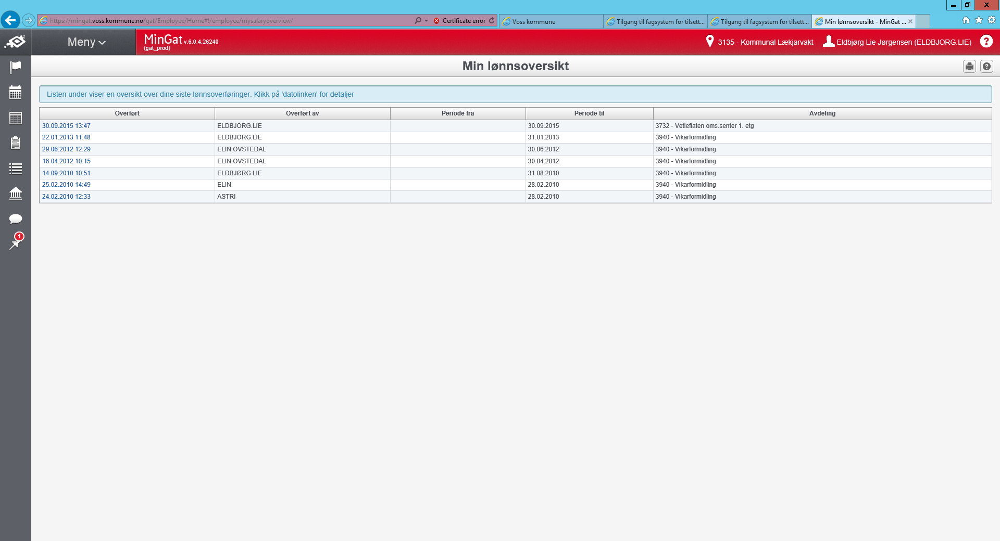 https://mingat.voss.kommune.no/gat/Employee/Home#!/employee/mysalaryoverview/ Certificate error Voss kommune Tilgang til fagsystem for tilsett... Tilgang til fagsystem for tilsett... Min lønnsoversikt - MinGat ...
Meny MinGat v.6.0.4.26240 3135 - Kommunal Lækjarvakt Eldbjørg Lie Jørgensen (ELDBJORG.LIE) ?
(gat_prod)
Min lønnsoversikt ?
Listen under viser en oversikt over dine siste lønnsoverføringer. Klikk på 'datolinken' for detaljer
Overført Overført av Periode fra Periode til Avdeling
30.09.2015 13:47 ELDBJORG.LIE 30.09.2015 3732 - Vetleflaten oms.senter 1. etg
22.01.2013 11:48 ELDBJORG.LIE 31.01.2013 3940 - Vikarformidling
29.06.2012 12:29 ELIN.OVSTEDAL 30.06.2012 3940 - Vikarformidling
16.04.2012 10:15 ELIN.OVSTEDAL 30.04.2012 3940 - Vikarformidling
14.09.2010 10:51 ELDBJØRG LIE 31.08.2010 3940 - Vikarformidling
25.02.2010 14:49 ELIN 28.02.2010 3940 - Vikarformidling
24.02.2010 12:33 ASTRI 28.02.2010 3940 - Vikarformidling
1